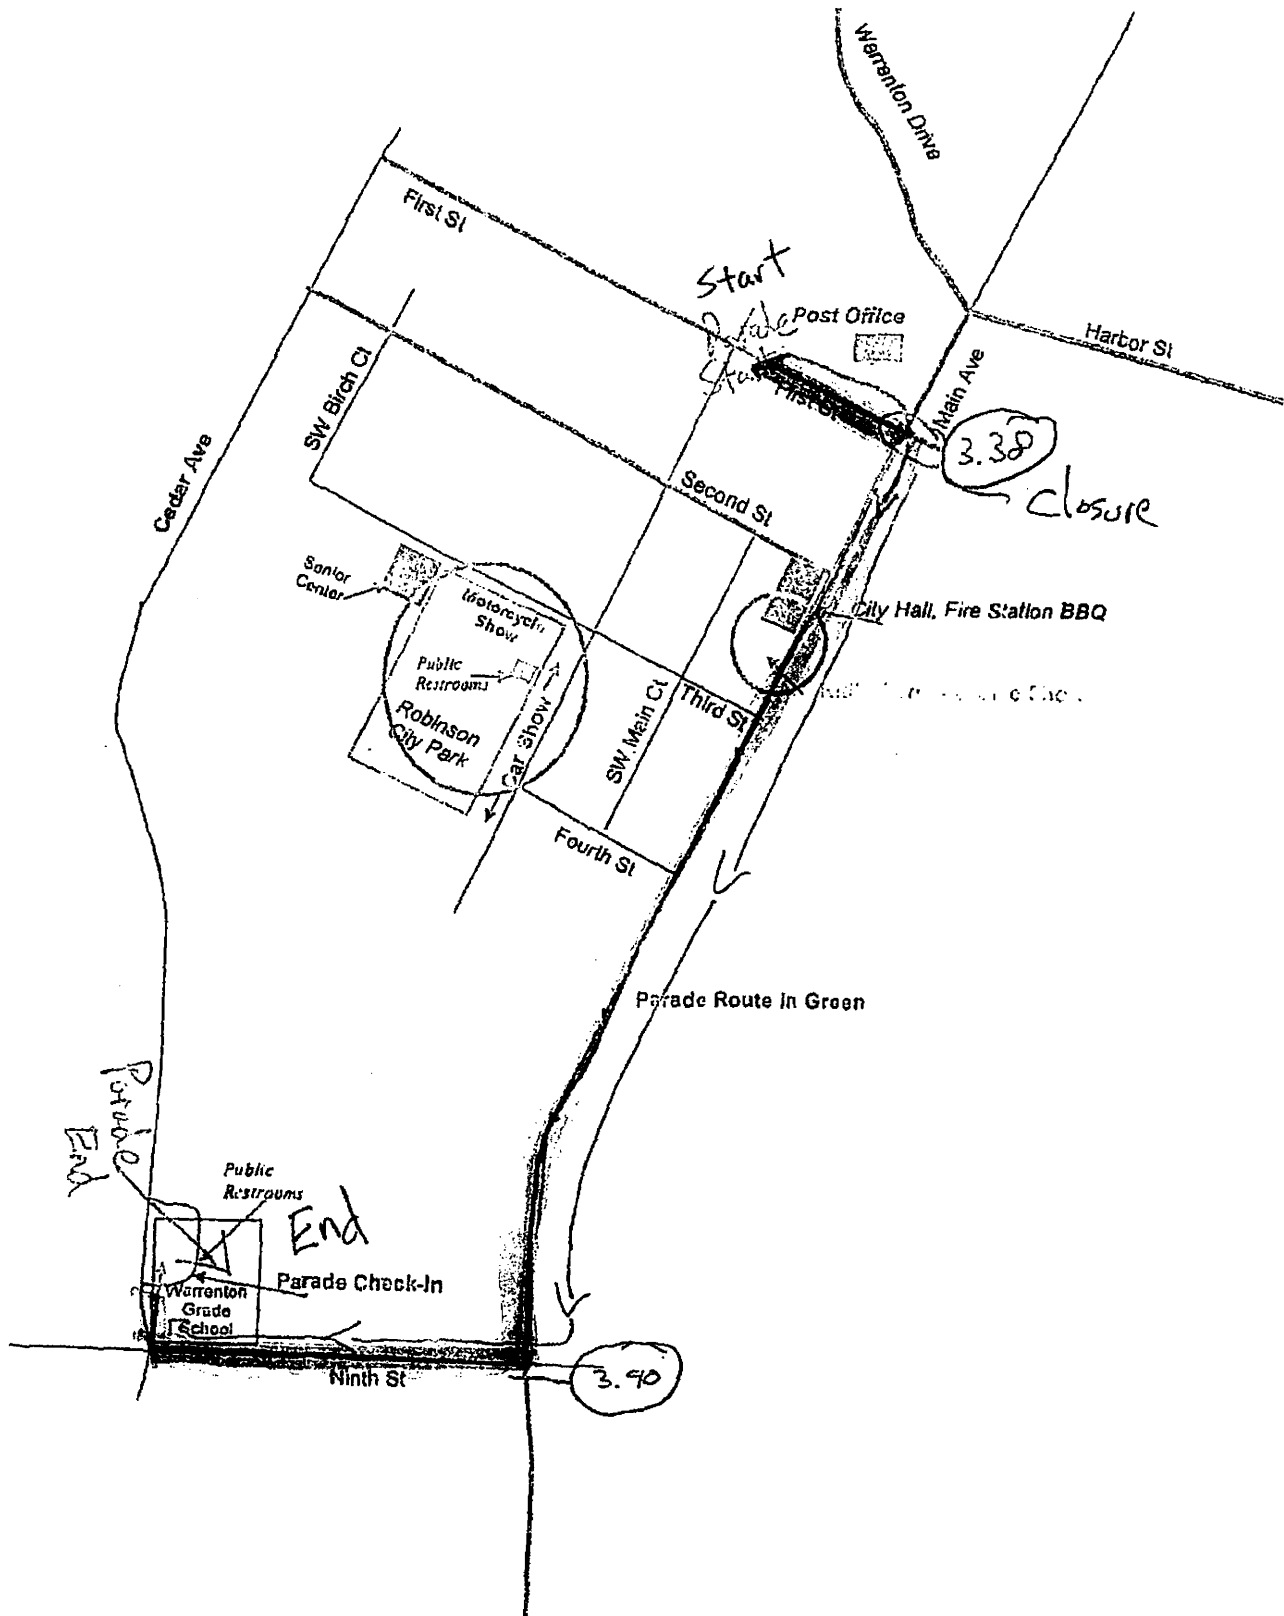 Warrenton Drive
First St
Start
Parade
Start
Post Office
Harbor St
Main Ave
First St
3.38
Closure
SW Birch Ct
Cedar Ave
Second St
Senior
Center
Motorcycle
Show
City Hall, Fire Station BBQ
Public
Restrooms
Robinson
City Park
Car Show
SW Main Ct
Third St
Fourth St
Parade Route in Green
Parade
End
Public
Restrooms
End
Parade Check-In
Warrenton
Grade
School
Ninth St
3.90